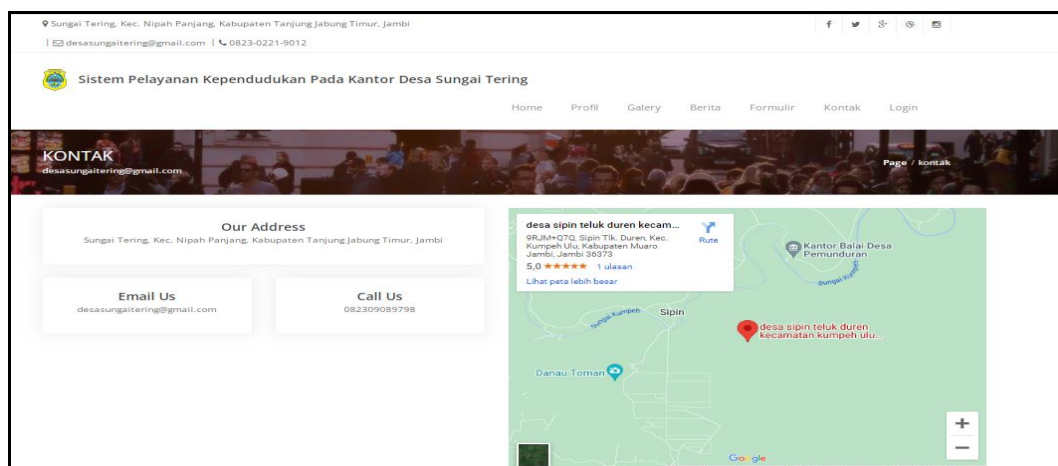 Sungai Tering, Kec. Nipah Panjang, Kabupaten Tanjung Jabung Timur, Jambi
| desasungaitering@gmail.com | 0823-0221-9012
Sistem Pelayanan Kependudukan Pada Kantor Desa Sungai Tering
Home Profil Galery Berita Formulir Kontak Login
KONTAK
desasungaitering@gmail.com
Page / kontak
Our Address
Sungai Tering, Kec. Nipah Panjang, Kabupaten Tanjung Jabung Timur, Jambi
Email Us
desasungaitering@gmail.com
Call Us
082309089798
desa sipin teluk duren kecam...
9RJM+Q7Q, Sipin Tlk. Duren, Kec.
Kumpeh Ulu, Kabupaten Muaro
Jambi, Jambi 36373
5,0 ★★★★★ 1 ulasan
Lihat peta lebih besar
Rute
Kantor Balai Desa
Pemunduran
Sungai Kumpeh
Sungai Kumpeh
Sipin
desa sipin teluk duren
kecamatan kumpeh ulu...
Danau Toman
+
−
Google